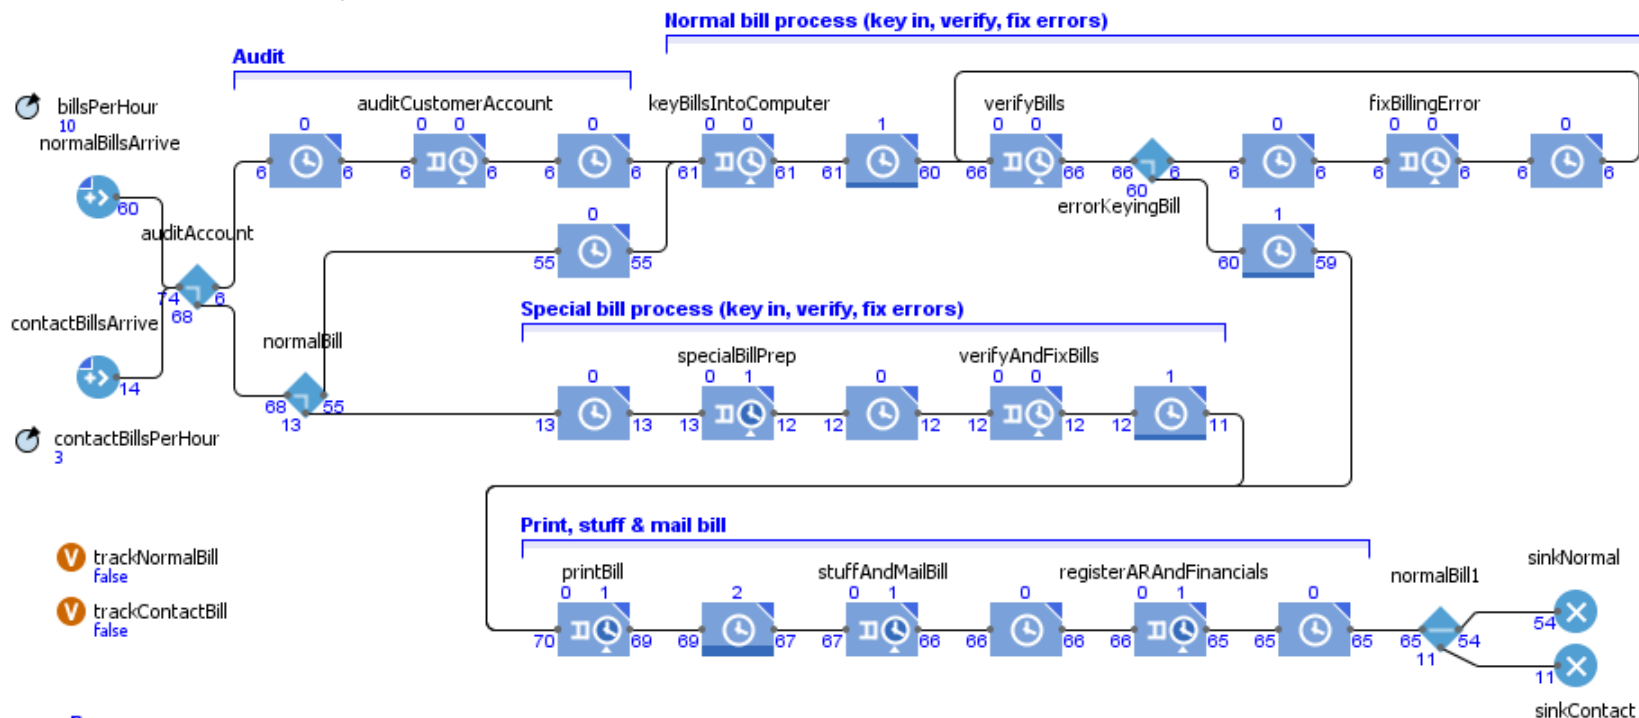 Normal bill process (key in, verify, fix errors)
Audit
billsPerHour
10
auditCustomerAccount
keyBillsIntoComputer
verifyBills
fixBillingError
0
0 0
0
0 0
1
0 0
0
0 0
0
normalBillsArrive
6 6 6 6 6 6 61 61 61 60 66 66 66 6 6 6 6 6 6 6
60
60
errorKeyingBill
auditAccount
0
1
55 55
60 59
74 6
68
contactBillsArrive
Special bill process (key in, verify, fix errors)
normalBill
specialBillPrep
verifyAndFixBills
0
0 1
0
0 0
1
14
68 55
13
13 13 13 12 12 12 12 12 12 11
contactBillsPerHour
3
Print, stuff & mail bill
V trackNormalBill
false
printBill
stuffAndMailBill
registerARAndFinancials
normalBill1
sinkNormal
0 1
2
0 1
0
0 1
0
V trackContactBill
false
70 69 69 67 67 66 66 66 66 65 65 65 65 54
54
11
11
sinkContact